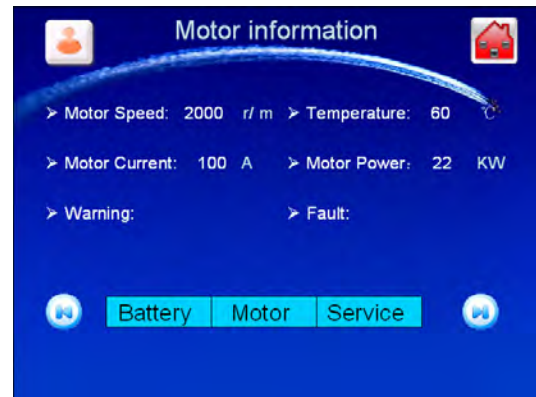 Motor information
➢ Motor Speed: 2000 r/ m ➢ Temperature: 60 ℃
➢ Motor Current: 100 A ➢ Motor Power: 22 KW
➢ Warning: ➢ Fault:
Battery Motor Service